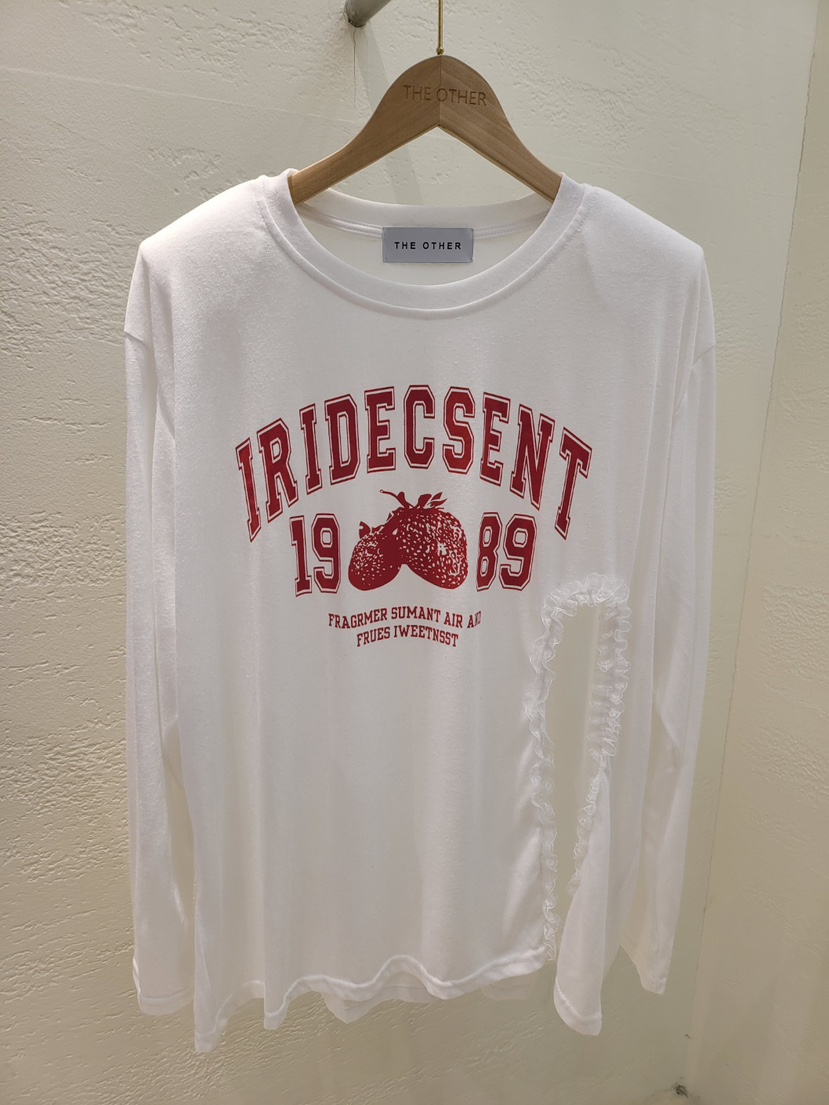 THE OTHER
THE OTHER
IRIDECSENT
19 89
FRAGRMER SUMANT AIR AND
FRUES IWEETNSST